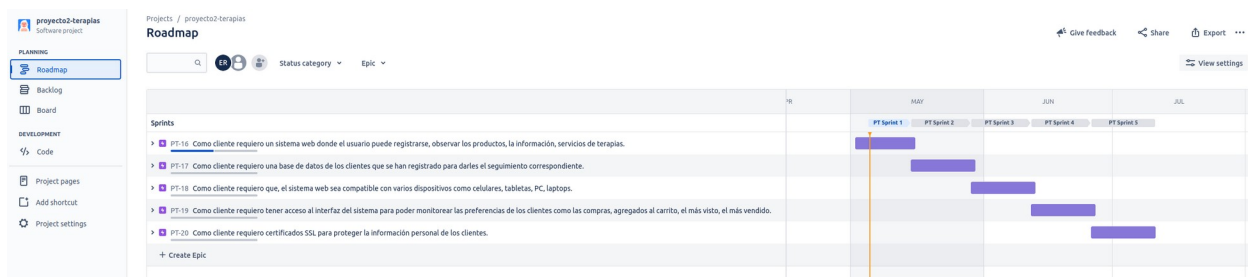 proyecto2-terapias
Software project
PLANNING
Roadmap
Backlog
Board
DEVELOPMENT
Code
Project pages
Add shortcut
Project settings
Projects / proyecto2-terapias
Roadmap
Give feedback
Share
Export
ER
Status category
Epic
View settings
PR
MAY
JUN
JUL
Sprints
PT Sprint 1
PT Sprint 2
PT Sprint 3
PT Sprint 4
PT Sprint 5
PT-16 Como cliente requiero un sistema web donde el usuario puede registrarse, observar los productos, la información, servicios de terapias.
PT-17 Como cliente requiero una base de datos de los clientes que se han registrado para darles el seguimiento correspondiente.
PT-18 Como cliente requiero que, el sistema web sea compatible con varios dispositivos como celulares, tabletas, PC, laptops.
PT-19 Como cliente requiero tener acceso al interfaz del sistema para poder monitorear las preferencias de los clientes como las compras, agregados al carrito, el más visto, el más vendido.
PT-20 Como cliente requiero certificados SSL para proteger la información personal de los clientes.
+ Create Epic